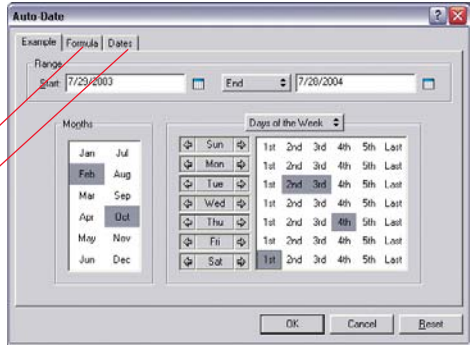 Auto-Date
Example Formula Dates
Range
Start: 7/29/2003 End 7/28/2004
Months
Days of the Week
Jan Jul
Feb Aug
Mar Sep
Apr Oct
May Nov
Jun Dec
Sun 1st 2nd 3rd 4th 5th Last
Mon 1st 2nd 3rd 4th 5th Last
Tue 1st 2nd 3rd 4th 5th Last
Wed 1st 2nd 3rd 4th 5th Last
Thu 1st 2nd 3rd 4th 5th Last
Fri 1st 2nd 3rd 4th 5th Last
Sat 1st 2nd 3rd 4th 5th Last
OK Cancel Reset